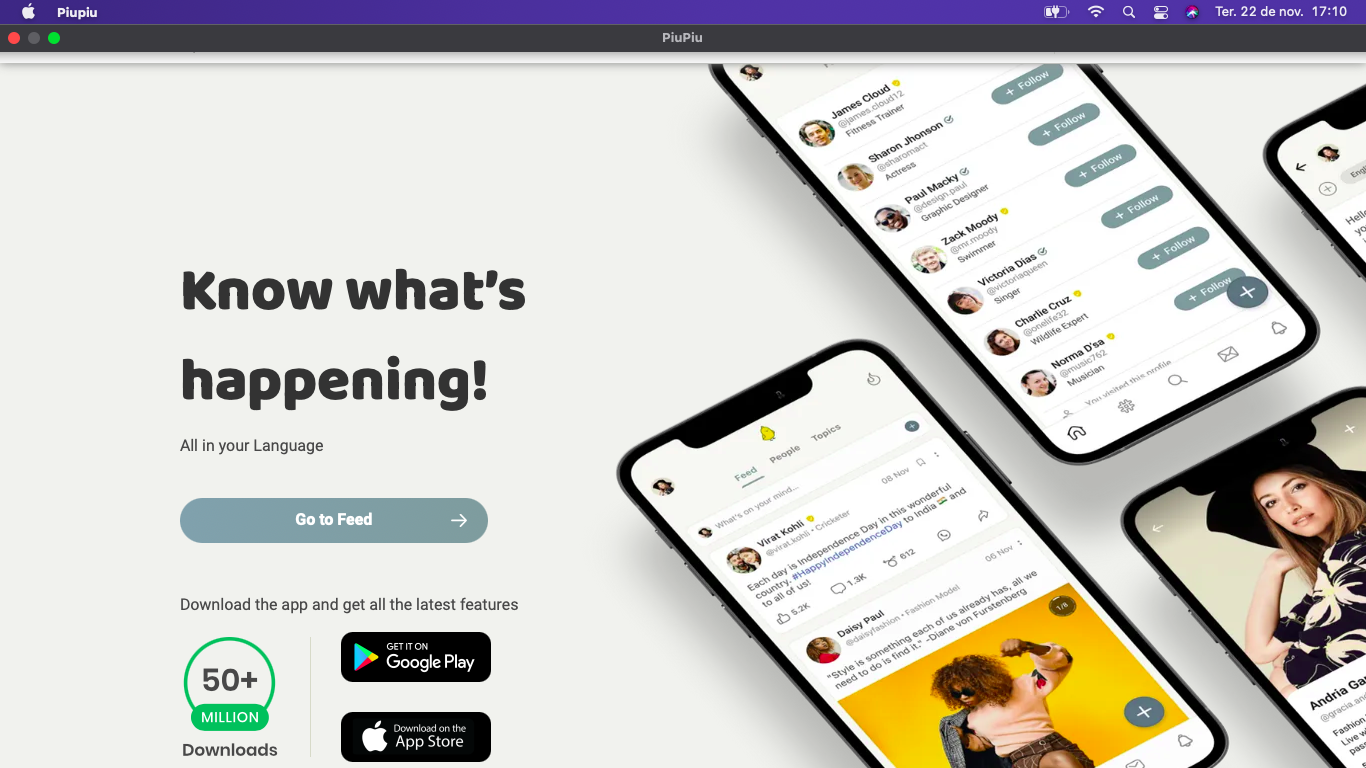 Piupiu
Ter. 22 de nov. 17:10
PiuPiu
Know what's
happening!
All in your Language
Go to Feed
Download the app and get all the latest features
50+
MILLION
Downloads
GET IT ON
Google Play
Download on the
App Store
James Cloud
@james.cloud12
Fitness Trainer
+ Follow
Sharon Jhonson
@sharomact
Actress
+ Follow
Paul Macky
@design.paul
Graphic Designer
+ Follow
Zack Moody
@mr.moody
Swimmer
+ Follow
Victoria Dias
@victoriaqueen
Singer
+ Follow
Charlie Cruz
@onelife32
Wildlife Expert
+ Follow
Norma D'sa
@music762
Musician
You visited this profile
Feed
People
Topics
What's on your mind...
Virat Kohli
@virat.kohli • Cricketer
08 Nov
Each day is Independence Day in this wonderful
country. #HappyIndependenceDay to India and
to all of us!
5.2K
1.3K
612
Daisy Paul
@daisyfashion • Fashion Model
06 Nov
"Style is something each of us already has, all we
need to do is find it." -Diane von Furstenberg
1/8
Engli
Hello
yo
Andria Gar
@gracia.and
Fashion
Live w